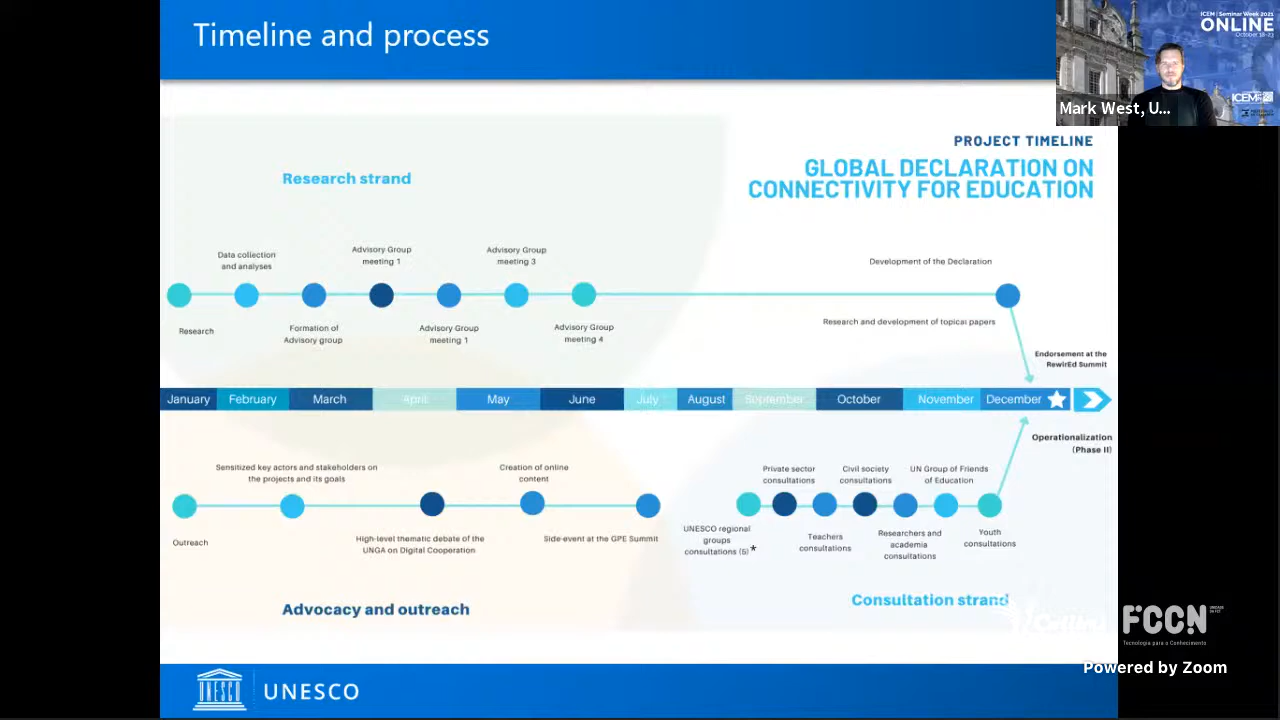 Timeline and process
ICEM | Seminar Week 2021
ONLINE
October 18-23
ICEM
Mark West, U...
PROJECT TIMELINE
GLOBAL DECLARATION ON
CONNECTIVITY FOR EDUCATION
Research strand
Data collection
and analyses
Advisory Group
meeting 1
Advisory Group
meeting 3
Development of the Declaration
Research
Formation of
Advisory group
Advisory Group
meeting 1
Advisory Group
meeting 4
Research and development of topical papers
Endorsement at the
RewirEd Summit
January February March April May June July August September October November December
Operationalization
(Phase II)
Sensitized key actors and stakeholders on
the projects and its goals
Creation of online
content
Private sector
consultations
Civil society
consultations
UN Group of Friends
of Education
Outreach
High-level thematic debate of the
UNGA on Digital Cooperation
Side-event at the GPE Summit
UNESCO regional
groups
consultations (5)*
Teachers
consultations
Researchers and
academia
consultations
Youth
consultations
Advocacy and outreach
Consultation strand
FCCN
Tecnologia para o Conhecimento
Powered by Zoom
UNESCO
UNESCO